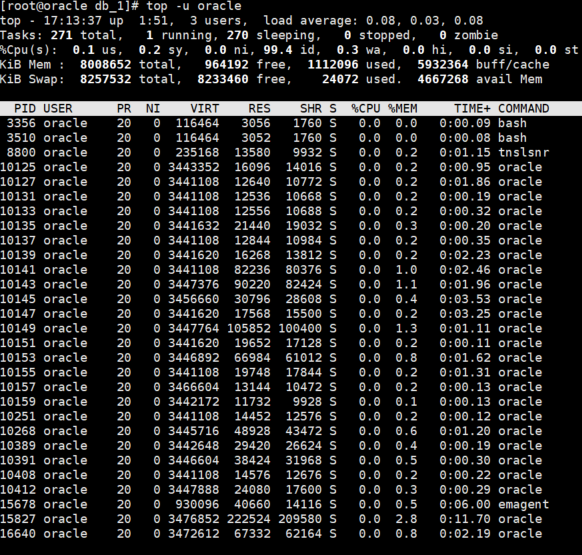 [root@oracle db_1]# top -u oracle
top - 17:13:37 up  1:51,  3 users,  load average: 0.08, 0.03, 0.08
Tasks: 271 total,   1 running, 270 sleeping,   0 stopped,   0 zombie
%Cpu(s):  0.1 us,  0.2 sy,  0.0 ni, 99.4 id,  0.3 wa,  0.0 hi,  0.0 si,  0.0 st
KiB Mem :  8008652 total,   964192 free,  1112096 used,  5932364 buff/cache
KiB Swap:  8257532 total,  8233460 free,    24072 used.  4667268 avail Mem
PID USER      PR  NI    VIRT    RES    SHR S  %CPU %MEM     TIME+ COMMAND
3356 oracle    20   0  116464   3056   1760 S   0.0  0.0   0:00.09 bash
3510 oracle    20   0  116464   3052   1760 S   0.0  0.0   0:00.08 bash
8800 oracle    20   0  235168  13580   9932 S   0.0  0.2   0:01.15 tnslsnr
10125 oracle    20   0 3443352  16096  14016 S   0.0  0.2   0:00.95 oracle
10127 oracle    20   0 3441108  12640  10772 S   0.0  0.2   0:01.86 oracle
10131 oracle    20   0 3441108  12536  10668 S   0.0  0.2   0:00.19 oracle
10133 oracle    20   0 3441108  12556  10688 S   0.0  0.2   0:00.32 oracle
10135 oracle    20   0 3441632  21440  19032 S   0.0  0.3   0:00.20 oracle
10137 oracle    20   0 3441108  12844  10984 S   0.0  0.2   0:00.35 oracle
10139 oracle    20   0 3441620  16268  13812 S   0.0  0.2   0:02.23 oracle
10141 oracle    20   0 3441108  82236  80376 S   0.0  1.0   0:02.46 oracle
10143 oracle    20   0 3447376  90220  82424 S   0.0  1.1   0:01.96 oracle
10145 oracle    20   0 3456660  30796  28608 S   0.0  0.4   0:03.53 oracle
10147 oracle    20   0 3441620  17568  15500 S   0.0  0.2   0:03.25 oracle
10149 oracle    20   0 3447764 105852 100400 S   0.0  1.3   0:01.11 oracle
10151 oracle    20   0 3441620  19652  17128 S   0.0  0.2   0:00.11 oracle
10153 oracle    20   0 3446892  66984  61012 S   0.0  0.8   0:01.62 oracle
10155 oracle    20   0 3441108  19748  17844 S   0.0  0.2   0:01.31 oracle
10157 oracle    20   0 3466604  13144  10472 S   0.0  0.2   0:00.13 oracle
10159 oracle    20   0 3442172  11732   9928 S   0.0  0.1   0:00.13 oracle
10251 oracle    20   0 3441108  14452  12576 S   0.0  0.2   0:00.12 oracle
10268 oracle    20   0 3445716  48928  43472 S   0.0  0.6   0:01.20 oracle
10389 oracle    20   0 3442648  29420  26624 S   0.0  0.4   0:00.19 oracle
10391 oracle    20   0 3446604  38424  31968 S   0.0  0.5   0:00.30 oracle
10408 oracle    20   0 3441108  14576  12676 S   0.0  0.2   0:00.22 oracle
10412 oracle    20   0 3447888  24080  17600 S   0.0  0.3   0:00.29 oracle
15678 oracle    20   0  930096  40660  14116 S   0.0  0.5   0:06.00 emagent
15827 oracle    20   0 3476852 222524 209580 S   0.0  2.8   0:11.70 oracle
16640 oracle    20   0 3472612  67332  62164 S   0.0  0.8   0:02.19 oracle